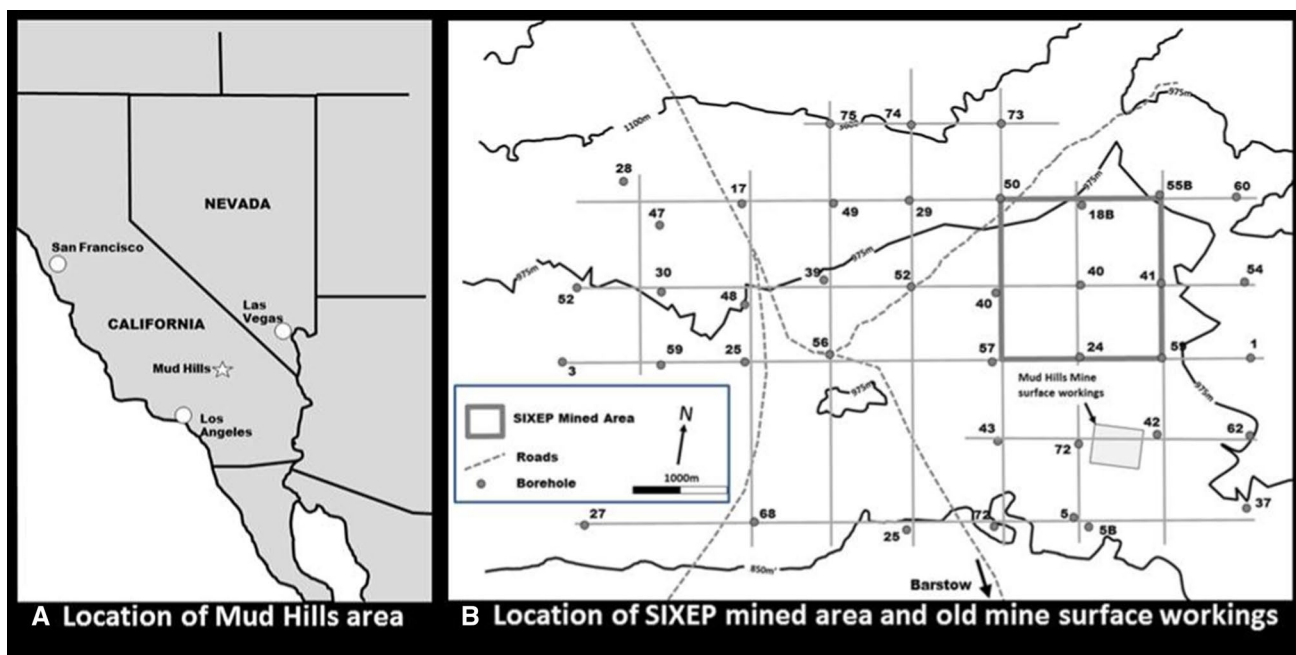 NEVADA
San Francisco
CALIFORNIA
Las
Vegas
Mud Hills
Los
Angeles
A Location of Mud Hills area
1100m
75
74
73
975m
28
17
49
29
50
975m
18B
55B
60
47
975m
52
30
48
39
975m
52
40
40
41
54
3
59
25
56
57
24
1
975m
975m
Mud Hills Mine
surface workings
SIXEP Mined Area
Roads
Borehole
N
1000m
43
72
42
62
27
68
25
72
5
5B
37
850m
Barstow
B Location of SIXEP mined area and old mine surface workings